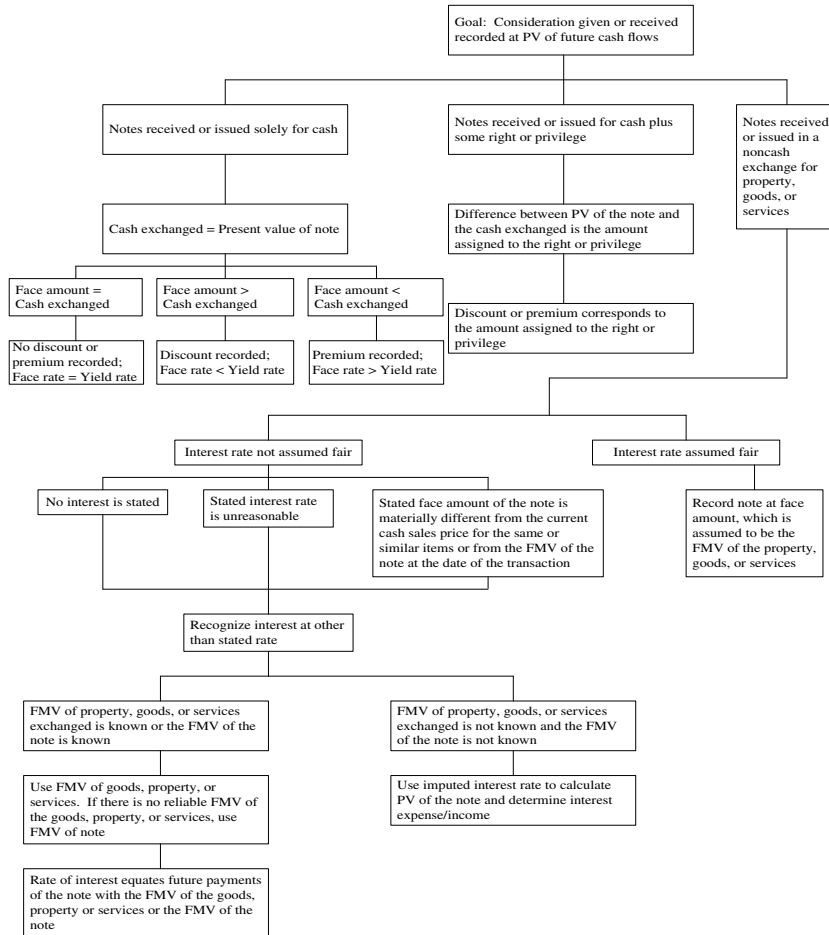 Goal:  Consideration given or received
recorded at PV of future cash flows
Notes received or issued solely for cash
Notes received or issued for cash plus
some right or privilege
Notes received
or issued in a
noncash
exchange for
property,
goods, or
services
Cash exchanged = Present value of note
Difference between PV of the note and
the cash exchanged is the amount
assigned to the right or privilege
Face amount =
Cash exchanged
Face amount >
Cash exchanged
Face amount <
Cash exchanged
Discount or premium corresponds to
the amount assigned to the right or
privilege
No discount or
premium recorded;
Face rate = Yield rate
Discount recorded;
Face rate < Yield rate
Premium recorded;
Face rate > Yield rate
Interest rate not assumed fair
Interest rate assumed fair
No interest is stated
Stated interest rate
is unreasonable
Stated face amount of the note is
materially different from the current
cash sales price for the same or
similar items or from the FMV of the
note at the date of the transaction
Record note at face
amount, which is
assumed to be the
FMV of the property,
goods, or services
Recognize interest at other
than stated rate
FMV of property, goods, or services
exchanged is known or the FMV of the
note is known
FMV of property, goods, or services
exchanged is not known and the FMV
of the note is not known
Use FMV of goods, property, or
services.  If there is no reliable FMV of
the goods, property, or services, use
FMV of note
Use imputed interest rate to calculate
PV of the note and determine interest
expense/income
Rate of interest equates future payments
of the note with the FMV of the goods,
property or services or the FMV of the
note